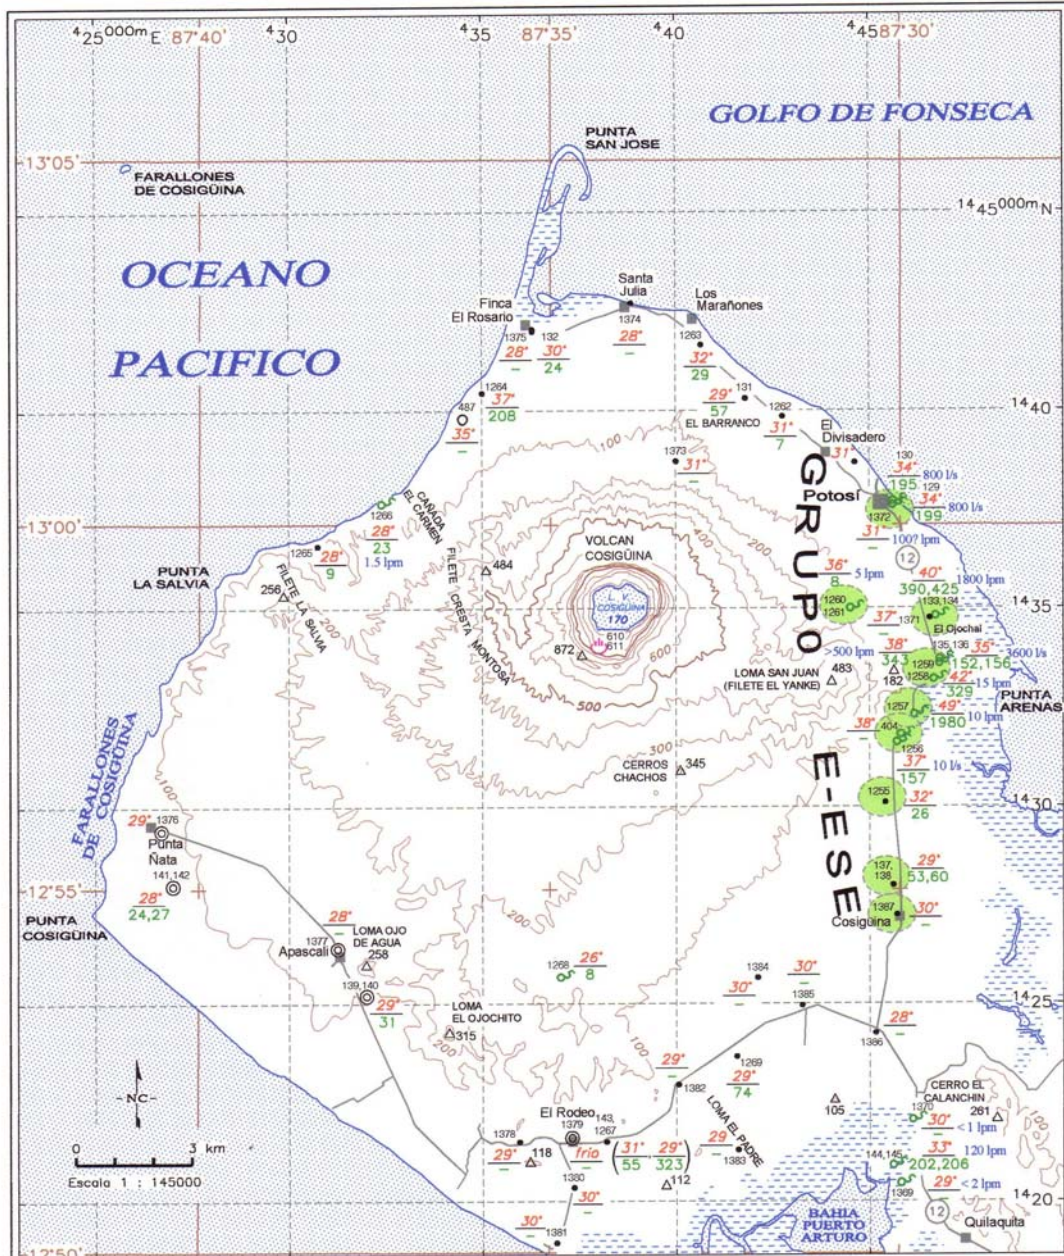 4 25 000m E 87°40' 4 30 4 35 87°35' 4 40 4 45 87°30'
GOLFO DE FONSECA
PUNTA
SAN JOSE
13°05'
FARALLONES
DE COSIGÜINA
14 45 000m N
OCEANO
PACIFICO
Santa
Julia
Los
Marañones
Finca
El Rosario
1374
1375
132
28°
–
1263
28°
–
30°
24
32°
29
1264
37°
208
131
29°
57
1262
31°
7
14 40
487
35°
–
EL BARRANCO
El
Divisadero
31°
130
34°
195
800 l/s
1373
31°
–
Potosí
129
34°
199
800 l/s
1372
31°
–
100? lpm
GRUPO
E-ESE
13°00'
CAÑADA
EL CARMEN
1266
28°
23
1.5 lpm
1265
28°
9
PUNTA
LA SALVIA
256
FILETE LA SALVIA
484
FILETE CRESTA MONTOSA
VOLCAN
COSIGÜINA
L. V.
COSIGÜINA
170
610
611
872
100
200
300
400
500
600
12
36°
8
5 lpm
1260
1261
40°
390,425
1800 lpm
133,134
1371
37°
–
El Ojochal
14 35
135,136
35°
152,156
3600 l/s
>500 lpm
38°
343
182
1259
1258
42°
329
15 lpm
LOMA SAN JUAN
(FILETE EL YANKE)
483
PUNTA
ARENAS
1257
49°
1980
10 lpm
38°
–
404
1256
37°
157
10 l/s
CERROS
CHACHOS
345
300
200
14 30
1255
32°
26
FARALLONES
DE COSIGÜINA
100
29°
1376
Punta
Ñata
141,142
28°
24,27
12°55'
PUNTA
COSIGÜINA
137,
138
29°
53,60
1387
Cosigüina
30°
–
28°
–
1377
Apascali
LOMA OJO
DE AGUA
258
139,140
29°
31
LOMA
EL OJOCHITO
315
200
200
100
1268
26°
8
1384
30°
–
30°
–
1385
14 25
28°
–
1386
29°
–
1382
1269
29°
74
LOMA EL PADRE
105
CERRO EL
CALANCHIN
261
1370
30°
–
<1 lpm
- NC -
3 km
Escala 1 : 145000
El Rodeo
1379
143,
1267
1378
29°
–
118
frío
–
(31° , 29°)
55 323
29
–
1383
112
1380
30°
–
30°
–
1381
33°
202,206
120 lpm
144,145
29°
–
<2 lpm
1369
14 20
12
BAHIA
PUERTO
ARTURO
Quilaquita
12°50'